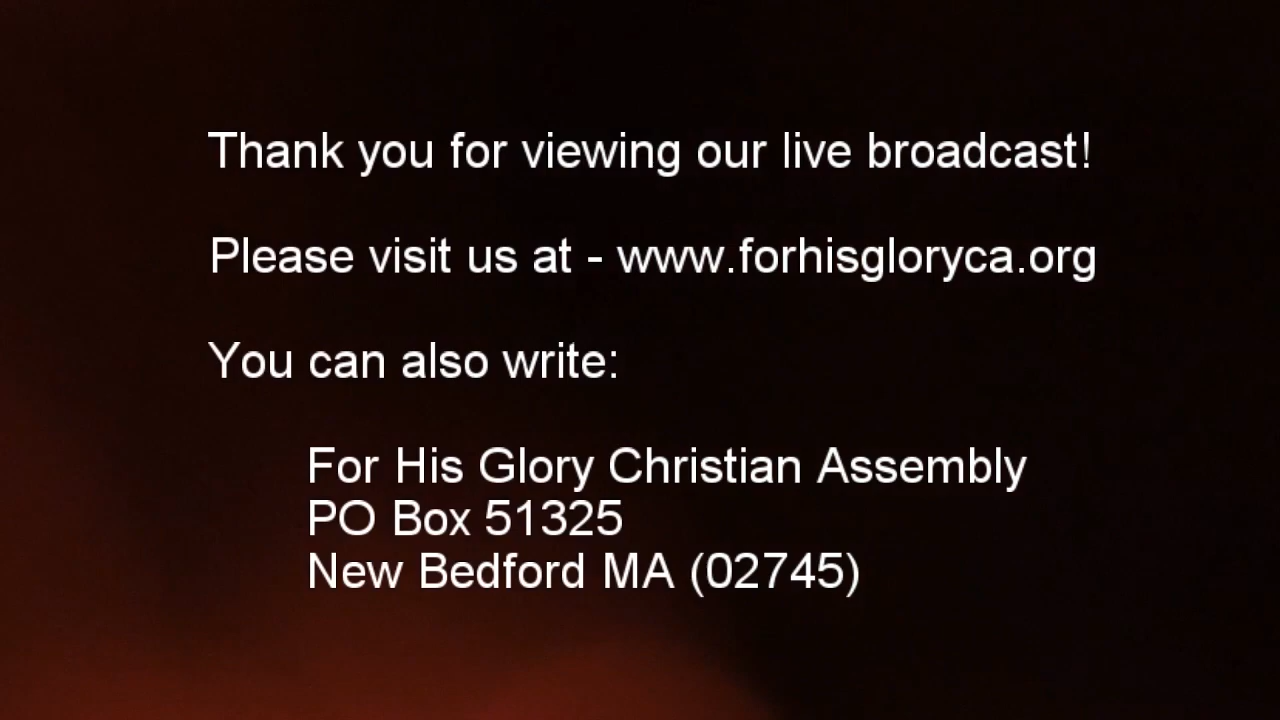 Thank you for viewing our live broadcast!
Please visit us at - www.forhisgloryca.org
You can also write:
For His Glory Christian Assembly
PO Box 51325
New Bedford MA (02745)